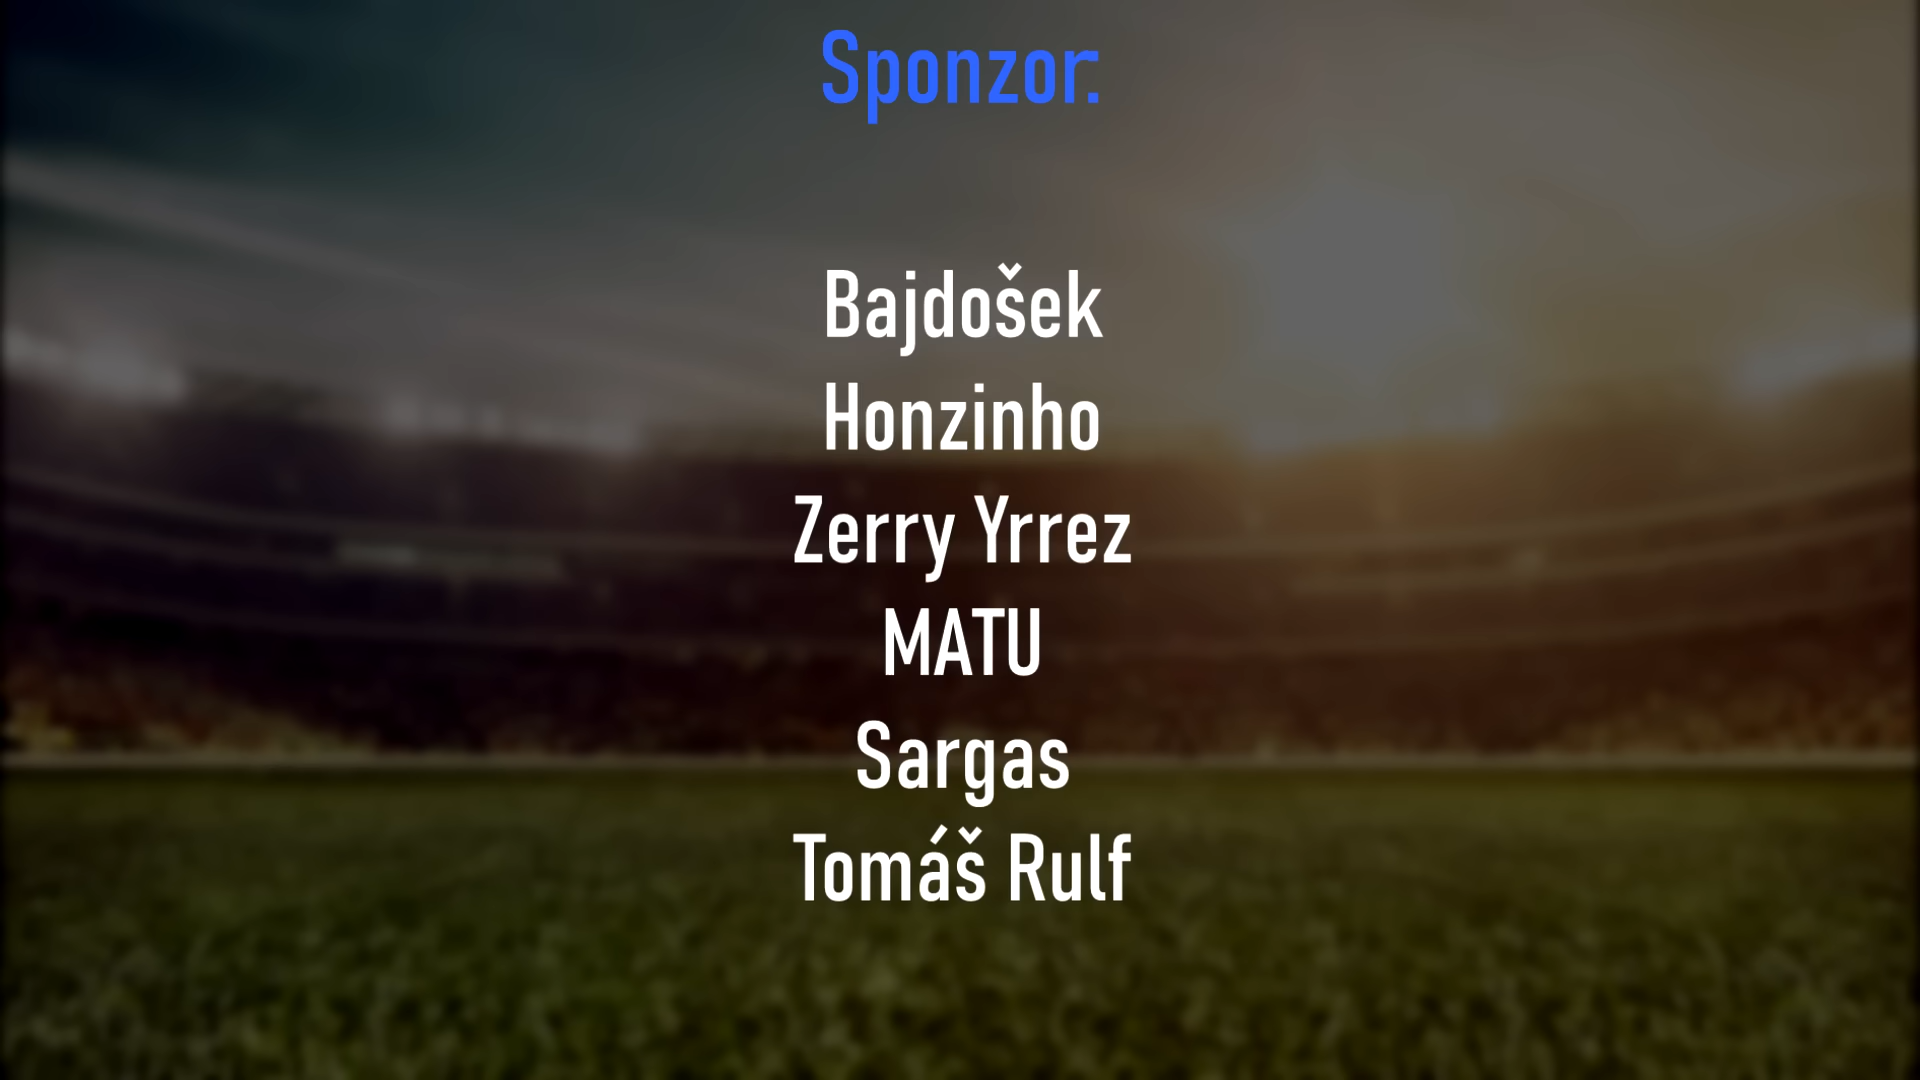 Sponzor:
Bajdošek
Honzinho
Zerry Yrrez
MATU
Sargas
Tomáš Rulf